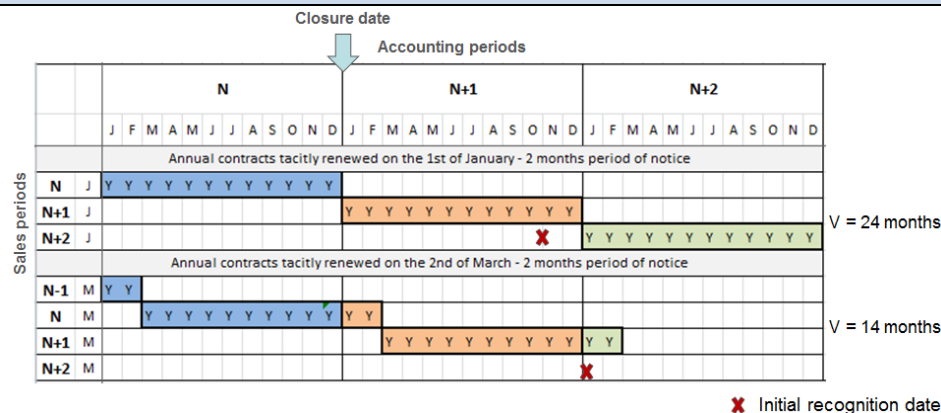 Closure date
Accounting periods
N N+1 N+2
J F M A M J J A S O N D J F M A M J J A S O N D J F M A M J J A S O N D
Sales periods
Annual contracts tacitly renewed on the 1st of January - 2 months period of notice
N J Y Y Y Y Y Y Y Y Y Y Y Y
N+1 J Y Y Y Y Y Y Y Y Y Y Y Y
V = 24 months
N+2 J Y Y Y Y Y Y Y Y Y Y Y Y
Annual contracts tacitly renewed on the 2nd of March - 2 months period of notice
N-1 M Y Y
N M Y Y Y Y Y Y Y Y Y Y Y Y
V = 14 months
N+1 M Y Y Y Y Y Y Y Y Y Y Y Y
N+2 M
Initial recognition date